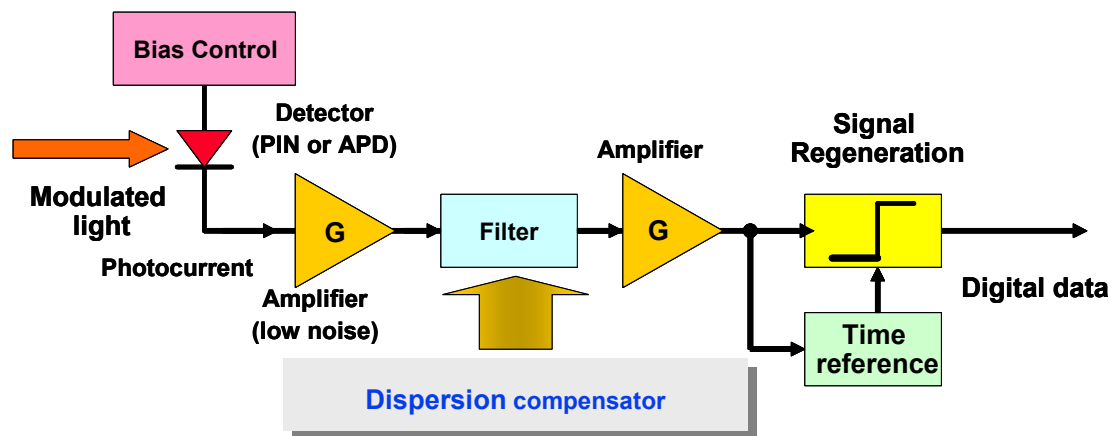 Bias Control
Detector
(PIN or APD)
Modulated
light
Photocurrent
G
Amplifier
(low noise)
Filter
Amplifier
G
Signal
Regeneration
Digital data
Time
reference
Dispersion compensator